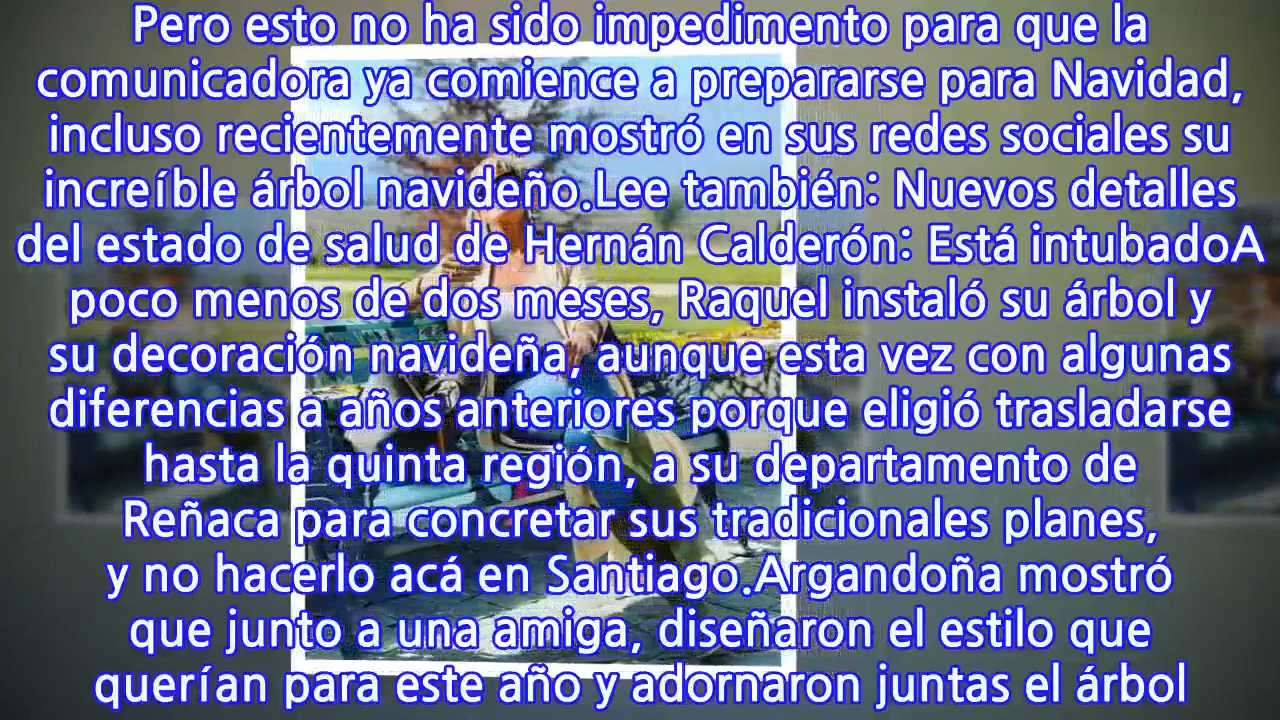 Pero esto no ha sido impedimento para que la
comunicadora ya comience a prepararse para Navidad,
incluso recientemente mostró en sus redes sociales su
increíble árbol navideño.Lee también: Nuevos detalles
del estado de salud de Hernán Calderón: Está intubadoA
poco menos de dos meses, Raquel instaló su árbol y
su decoración navideña, aunque esta vez con algunas
diferencias a años anteriores porque eligió trasladarse
hasta la quinta región, a su departamento de
Reñaca para concretar sus tradicionales planes,
y no hacerlo acá en Santiago.Argandoña mostró
que junto a una amiga, diseñaron el estilo que
querían para este año y adornaron juntas el árbol